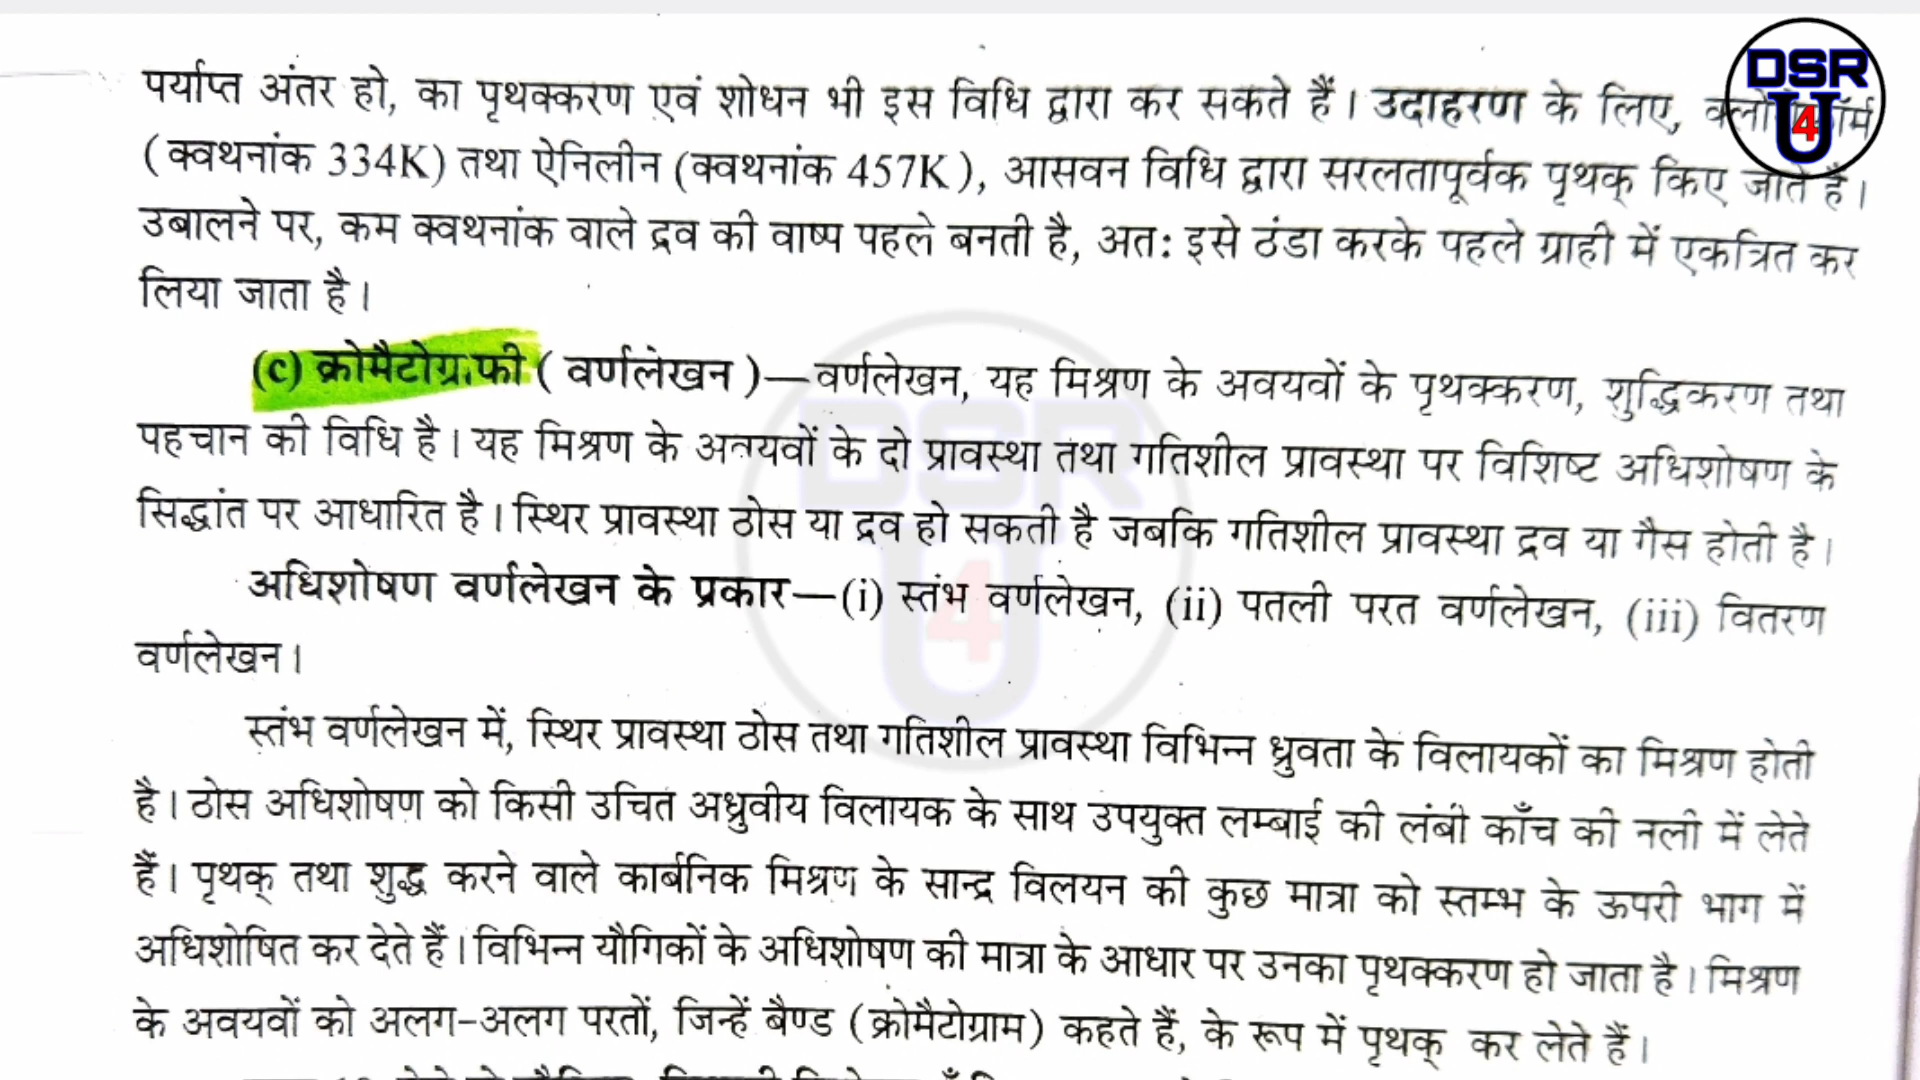 DSR
U
4
पर्याप्त अंतर हो, का पृथक्करण एवं शोधन भी इस विधि द्वारा कर सकते हैं। उदाहरण के लिए,
(क्वथनांक 334K) तथा ऐनिलीन (क्वथनांक 457K), आसवन विधि द्वारा सरलतापूर्वक पृथक् किए जाते हैं।
उबालने पर, कम क्वथनांक वाले द्रव की वाष्प पहले बनती है, अतः इसे ठंडा करके पहले ग्राही में एकत्रित कर
लिया जाता है।
(c) क्रोमैटोग्राफी (वर्णलेखन)—वर्णलेखन, यह मिश्रण के अवयवों के पृथक्करण, शुद्धिकरण तथा
पहचान की विधि है। यह मिश्रण के अवयवों के दो प्रावस्था तथा गतिशील प्रावस्था पर विशिष्ट अधिशोषण के
सिद्धांत पर आधारित है। स्थिर प्रावस्था ठोस या द्रव हो सकती है जबकि गतिशील प्रावस्था द्रव या गैस होती है।
अधिशोषण वर्णलेखन के प्रकार—(i) स्तंभ वर्णलेखन, (ii) पतली परत वर्णलेखन, (iii) वितरण
वर्णलेखन।
स्तंभ वर्णलेखन में, स्थिर प्रावस्था ठोस तथा गतिशील प्रावस्था विभिन्न ध्रुवता के विलायकों का मिश्रण होती
है। ठोस अधिशोषण को किसी उचित अध्रुवीय विलायक के साथ उपयुक्त लम्बाई की लंबी काँच की नली में लेते
हैं। पृथक् तथा शुद्ध करने वाले कार्बनिक मिश्रण के सान्द्र विलयन की कुछ मात्रा को स्तम्भ के ऊपरी भाग में
अधिशोषित कर देते हैं। विभिन्न यौगिकों के अधिशोषण की मात्रा के आधार पर उनका पृथक्करण हो जाता है। मिश्रण
के अवयवों को अलग-अलग परतों, जिन्हें बैण्ड (क्रोमैटोग्राम) कहते हैं, के रूप में पृथक् कर लेते हैं।